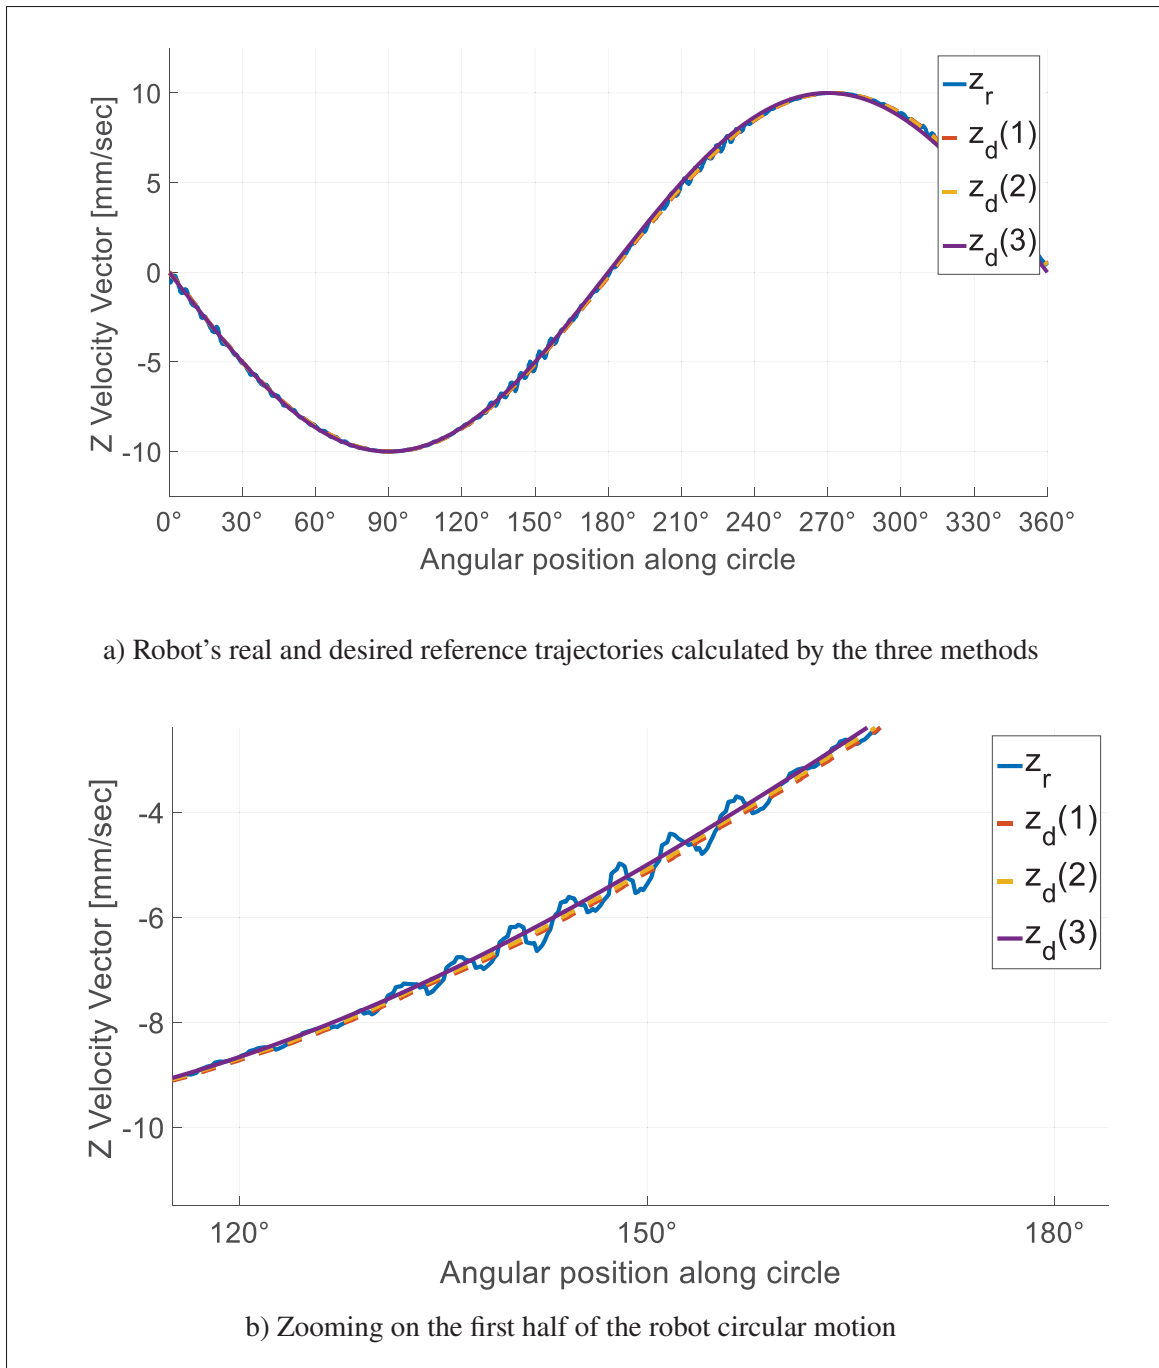 Z Velocity Vector [mm/sec]
10
5
0
-5
-10
0° 30° 60° 90° 120° 150° 180° 210° 240° 270° 300° 330° 360°
Angular position along circle
z_r
z_d(1)
z_d(2)
z_d(3)
a) Robot’s real and desired reference trajectories calculated by the three methods
Z Velocity Vector [mm/sec]
-4
-6
-8
-10
120° 150° 180°
Angular position along circle
z_r
z_d(1)
z_d(2)
z_d(3)
b) Zooming on the first half of the robot circular motion